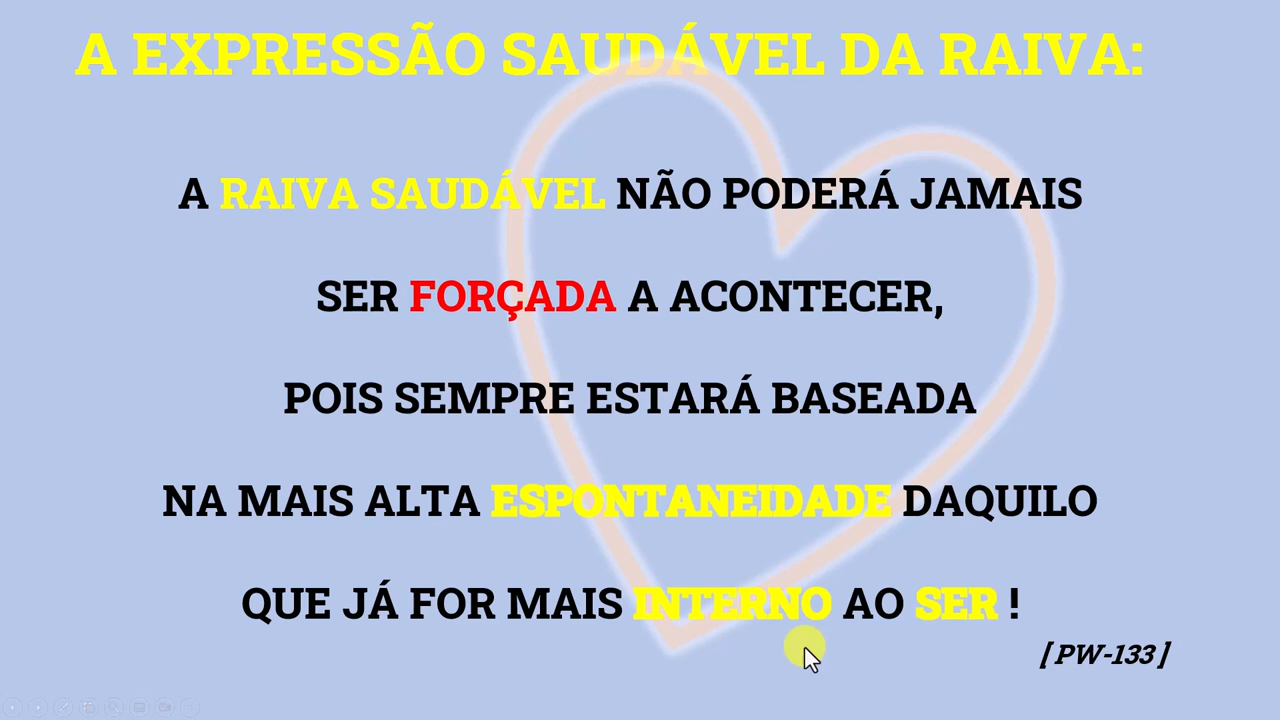 A EXPRESSÃO SAUDÁVEL DA RAIVA:
A RAIVA SAUDÁVEL NÃO PODERÁ JAMAIS
SER FORÇADA A ACONTECER,
POIS SEMPRE ESTARÁ BASEADA
NA MAIS ALTA ESPONTANEIDADE DAQUILO
QUE JÁ FOR MAIS INTERNO AO SER !
[ PW-133 ]